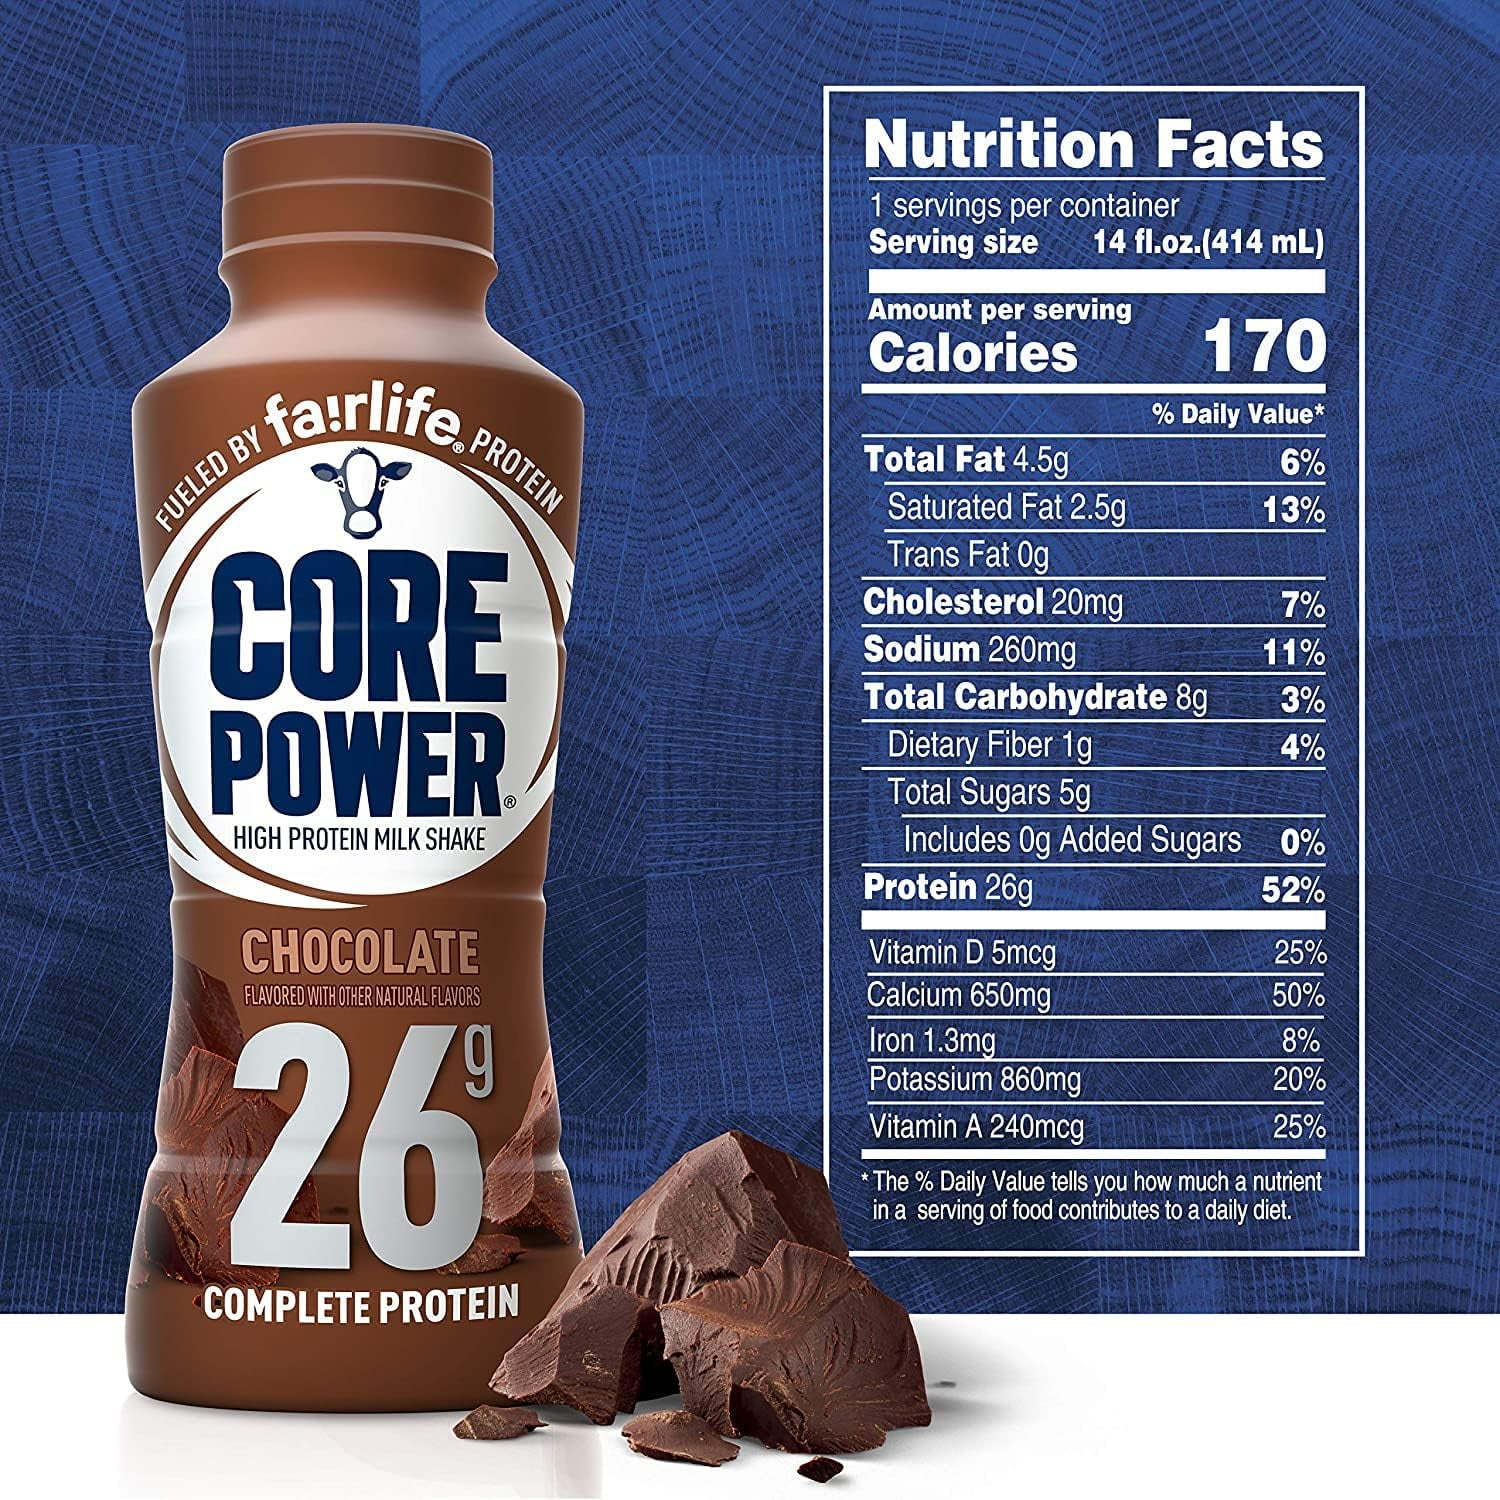 FUELED BY fa!rlife® PROTEIN
CORE
POWER®
HIGH PROTEIN MILK SHAKE
CHOCOLATE
FLAVORED WITH OTHER NATURAL FLAVORS
26g
COMPLETE PROTEIN
Nutrition Facts
1 servings per container
Serving size 14 fl.oz.(414 mL)
Amount per serving
Calories 170
% Daily Value*
Total Fat 4.5g 6%
Saturated Fat 2.5g 13%
Trans Fat 0g
Cholesterol 20mg 7%
Sodium 260mg 11%
Total Carbohydrate 8g 3%
Dietary Fiber 1g 4%
Total Sugars 5g
Includes 0g Added Sugars 0%
Protein 26g 52%
Vitamin D 5mcg 25%
Calcium 650mg 50%
Iron 1.3mg 8%
Potassium 860mg 20%
Vitamin A 240mcg 25%
* The % Daily Value tells you how much a nutrient
in a serving of food contributes to a daily diet.